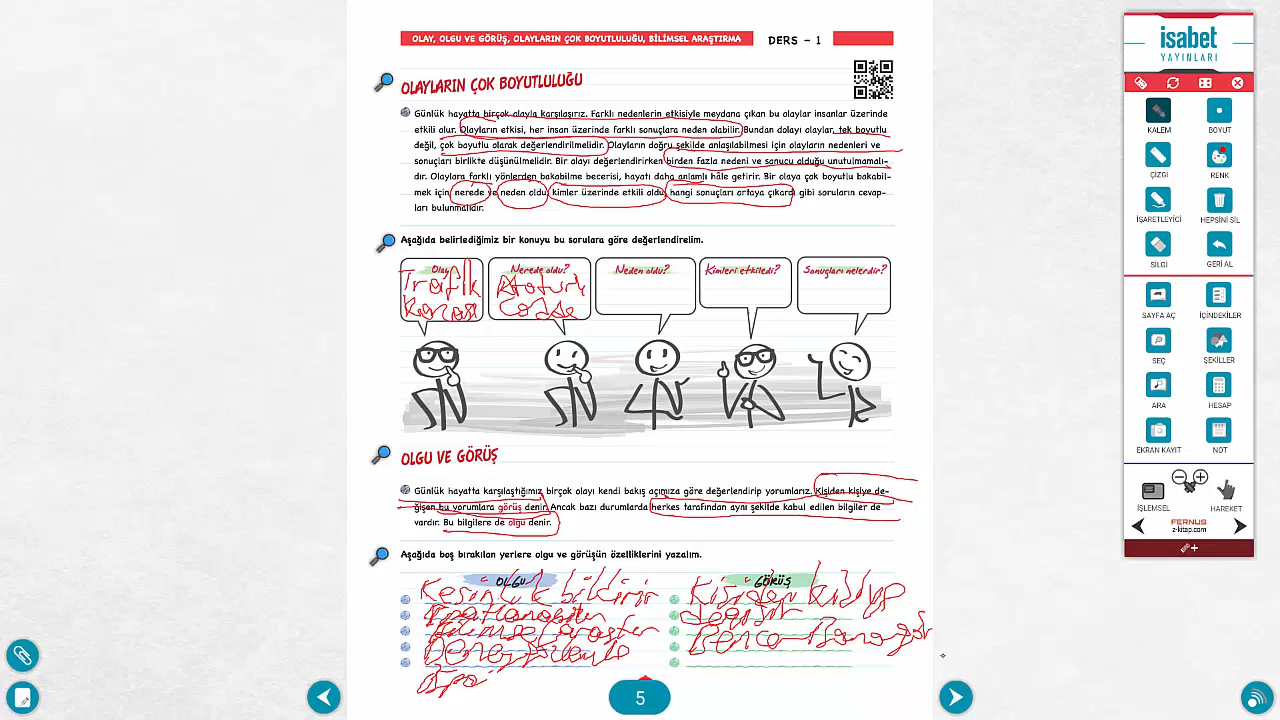 OLAY, OLGU VE GÖRÜŞ, OLAYLARIN ÇOK BOYUTLULUĞU, BİLİMSEL ARAŞTIRMA
DERS - 1
OLAYLARIN ÇOK BOYUTLULUĞU
Günlük hayatta birçok olayla karşılaşırız. Farklı nedenlerin etkisiyle meydana çıkan bu olaylar insanlar üzerinde
etkili olur. Olayların etkisi, her insan üzerinde farklı sonuçlara neden olabilir. Bundan dolayı olaylar, tek boyutlu
değil, çok boyutlu olarak değerlendirilmelidir. Olayların doğru şekilde anlaşılabilmesi için olayların nedenleri ve
sonuçları birlikte düşünülmelidir. Bir olayı değerlendirirken birden fazla nedeni ve sonucu olduğu unutulmamalı-
dır. Olaylara farklı yönlerden bakabilme becerisi, hayatı daha anlamlı hâle getirir. Bir olaya çok boyutlu bakabil-
mek için nerede ve neden oldu, kimler üzerinde etkili oldu, hangi sonuçları ortaya çıkardı gibi soruların cevap-
ları bulunmalıdır.
Aşağıda belirlediğimiz bir konuyu bu sorulara göre değerlendirelim.
Olay
Nerede oldu?
Neden oldu?
Kimleri etkiledi?
Sonuçları nelerdir?
Trafik
Kazası
Atatürk
Cadde
OLGU VE GÖRÜŞ
Günlük hayatta karşılaştığımız birçok olayı kendi bakış açımıza göre değerlendirip yorumlarız. Kişiden kişiye de-
ğişen bu yorumlara görüş denir. Ancak bazı durumlarda herkes tarafından aynı şekilde kabul edilen bilgiler de
vardır. Bu bilgilere de olgu denir.
Aşağıda boş bırakılan yerlere olgu ve görüşün özelliklerini yazalım.
OLGU
GÖRÜŞ
Kesinlik bildirir
Kişiden kişiye
değişir
Bence Bana gör
isabet
YAYINLARI
KALEM
BOYUT
ÇİZGİ
RENK
İŞARETLEYİCİ
HEPSİNİ SİL
SİLGİ
GERİ AL
SAYFA AÇ
İÇİNDEKİLER
SEÇ
ŞEKİLLER
ARA
HESAP
EKRAN KAYIT
NOT
İŞLEMSEL
HAREKET
FERNUS
z-kitap.com
5